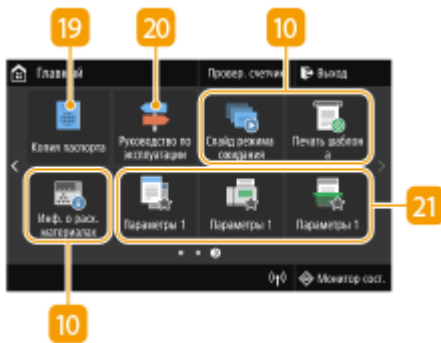 19
20
10
Главный
Провер. счетчик
Выход
Копия паспорта
Руководство по
эксплуатации
Слайд режима
ожидания
Печать шаблон
а
21
Инф. о расх.
материалах
Параметры 1
Параметры 1
Параметры 1
Монитор сост.
10